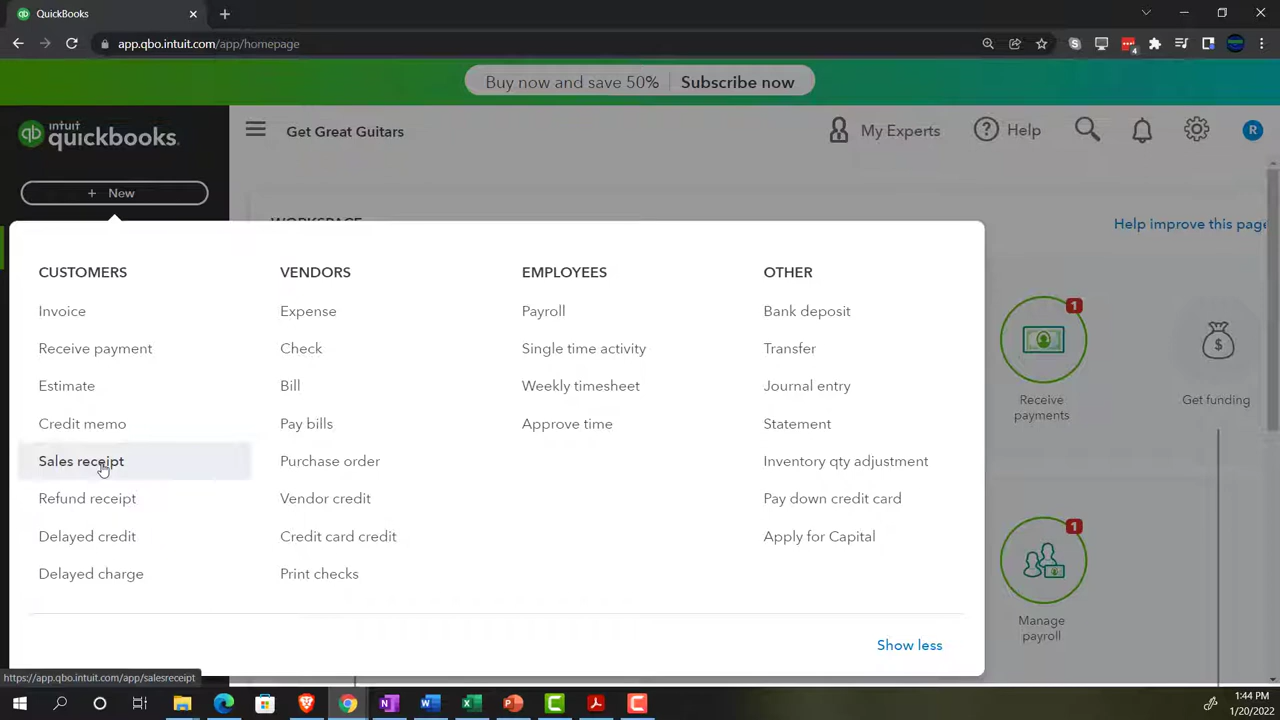 QuickBooks
app.qbo.intuit.com/app/homepage
4
Buy now and save 50% Subscribe now
intuit
quickbooks.
Get Great Guitars
My Experts
Help
R
+ New
WORKSPACE
Help improve this page
CUSTOMERS
Invoice
Receive payment
Estimate
Credit memo
Sales receipt
Refund receipt
Delayed credit
Delayed charge
VENDORS
Expense
Check
Bill
Pay bills
Purchase order
Vendor credit
Credit card credit
Print checks
EMPLOYEES
Payroll
Single time activity
Weekly timesheet
Approve time
OTHER
Bank deposit
Transfer
Journal entry
Statement
Inventory qty adjustment
Pay down credit card
Apply for Capital
Show less
1
Receive
payments
$
Get funding
1
Manage
payroll
https://app.qbo.intuit.com/app/salesreceipt
1:44 PM
1/20/2022